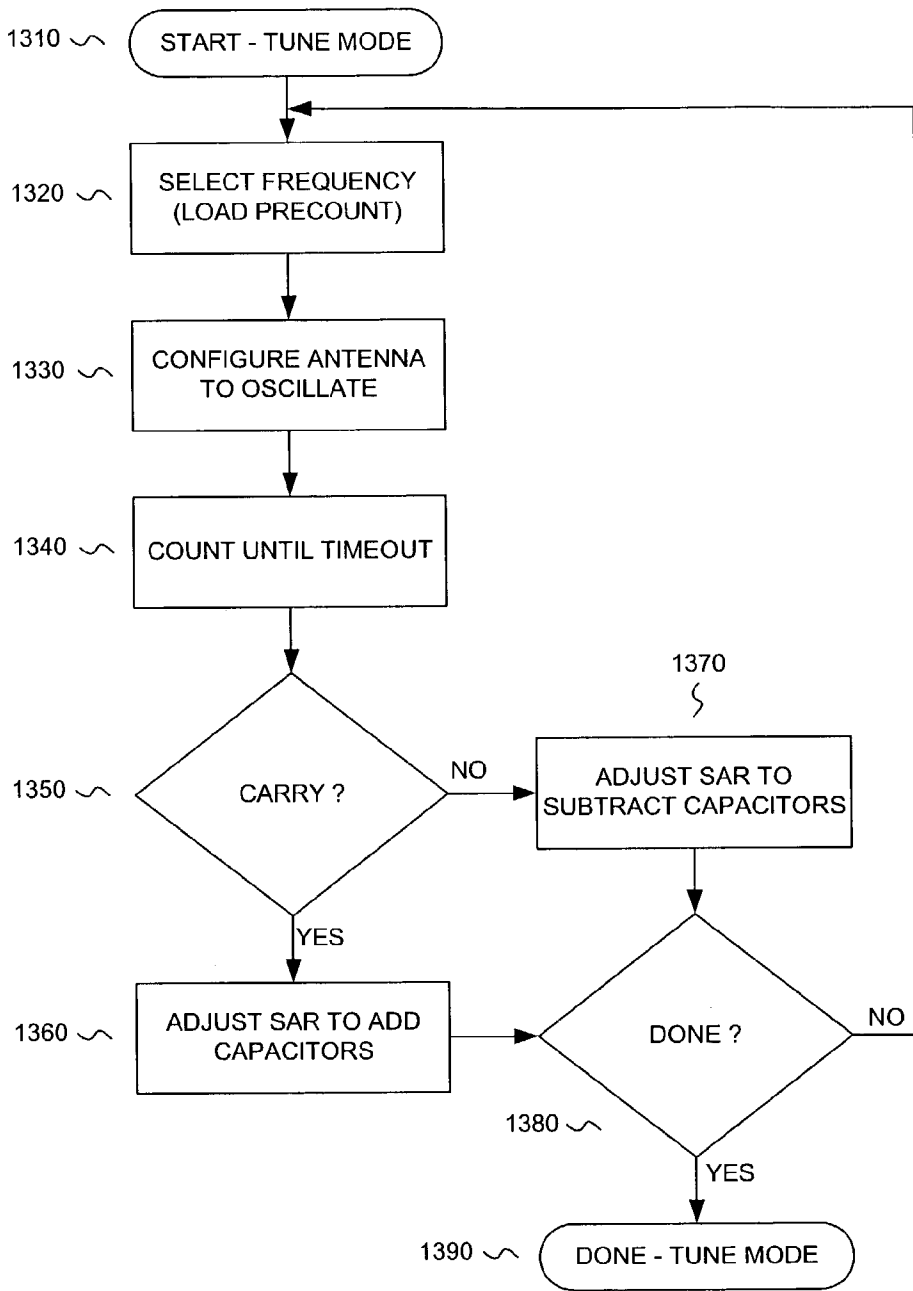 1310
START - TUNE MODE
1320
SELECT FREQUENCY
(LOAD PRECOUNT)
1330
CONFIGURE ANTENNA
TO OSCILLATE
1340
COUNT UNTIL TIMEOUT
1370
1350
CARRY ?
NO
ADJUST SAR TO
SUBTRACT CAPACITORS
YES
1360
ADJUST SAR TO ADD
CAPACITORS
DONE ?
NO
1380
YES
1390
DONE - TUNE MODE